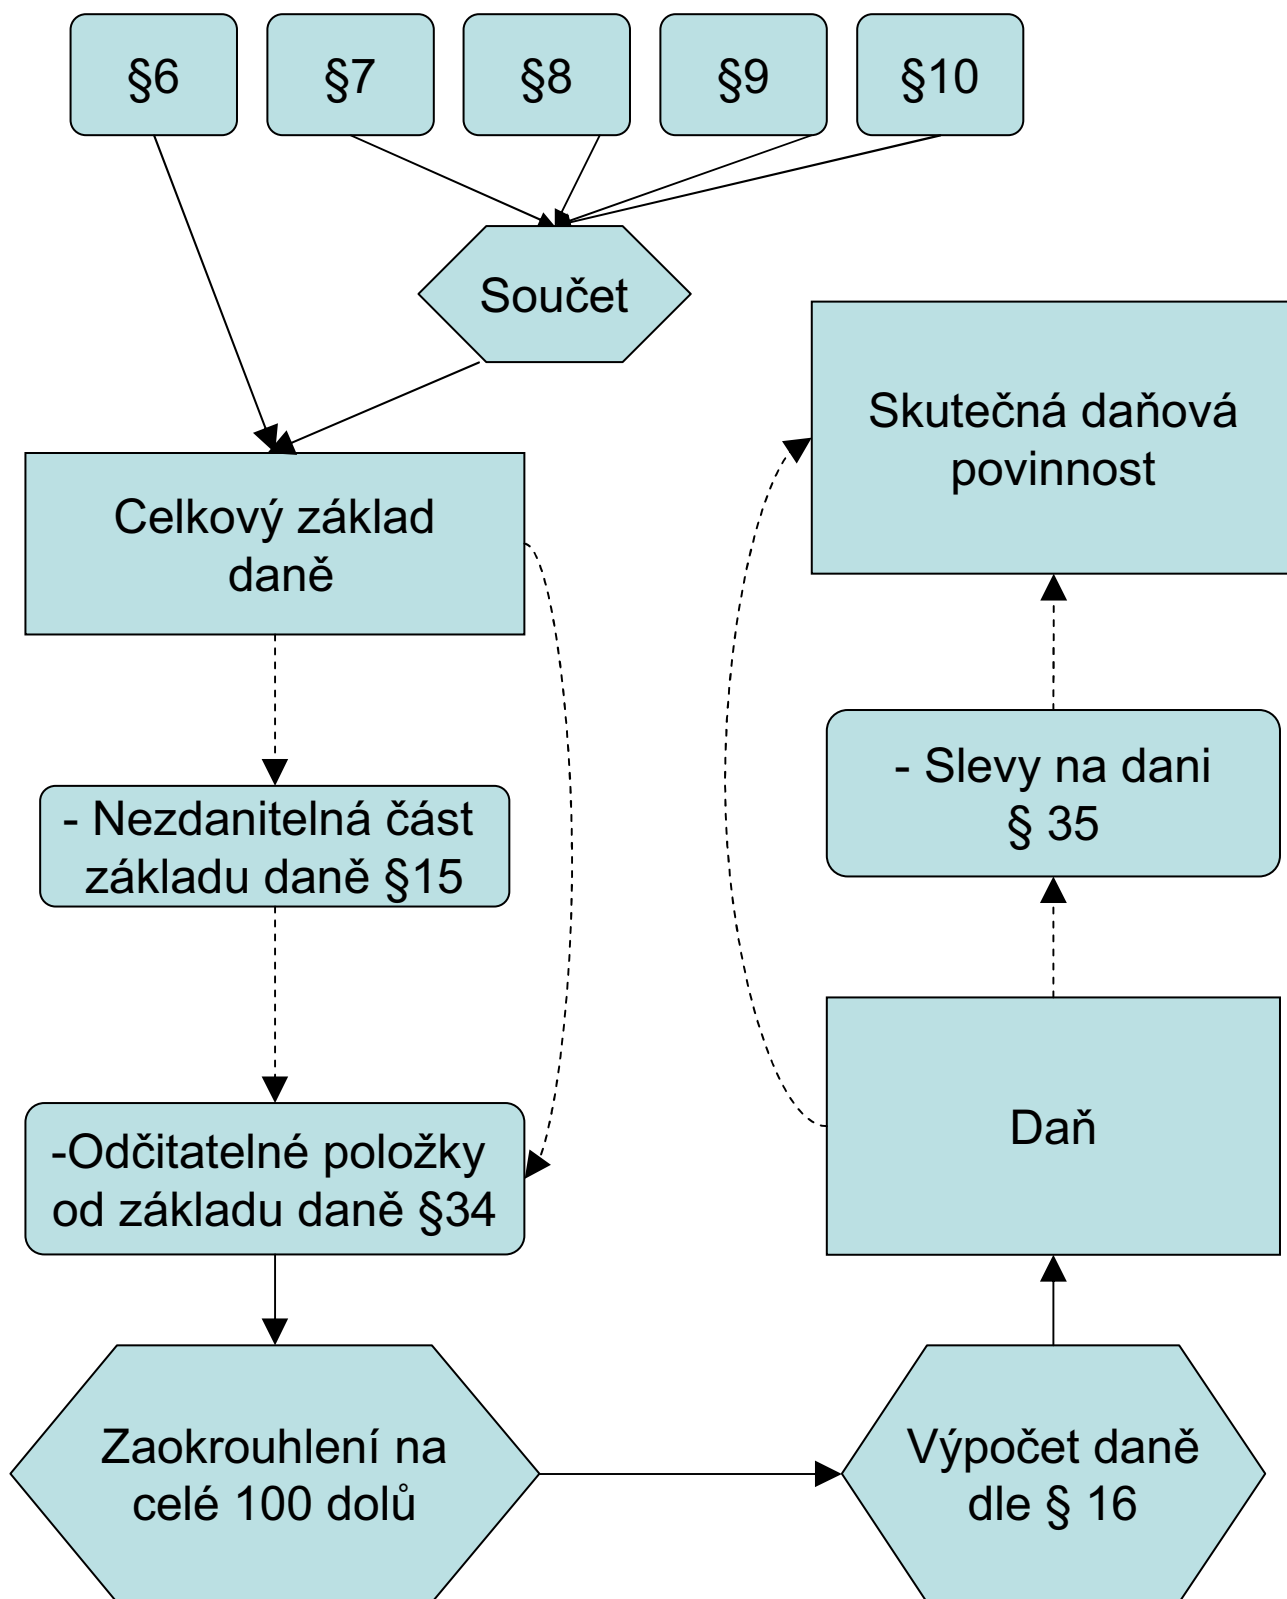 §6
§7
§8
§9
§10
Součet
Skutečná daňová
povinnost
Celkový základ
daně
- Slevy na dani
§ 35
- Nezdanitelná část
základu daně §15
Daň
-Odčitatelné položky
od základu daně §34
Zaokrouhlení na
celé 100 dolů
Výpočet daně
dle § 16